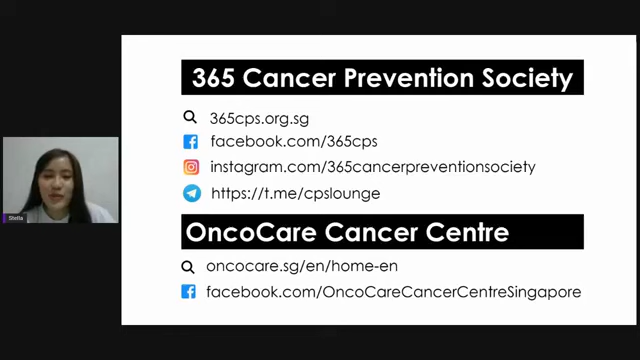 365 Cancer Prevention Society
365cps.org.sg
facebook.com/365cps
instagram.com/365cancerpreventionsociety
https://t.me/cpslounge
Stella
OncoCare Cancer Centre
oncocare.sg/en/home-en
facebook.com/OncoCareCancerCentreSingapore